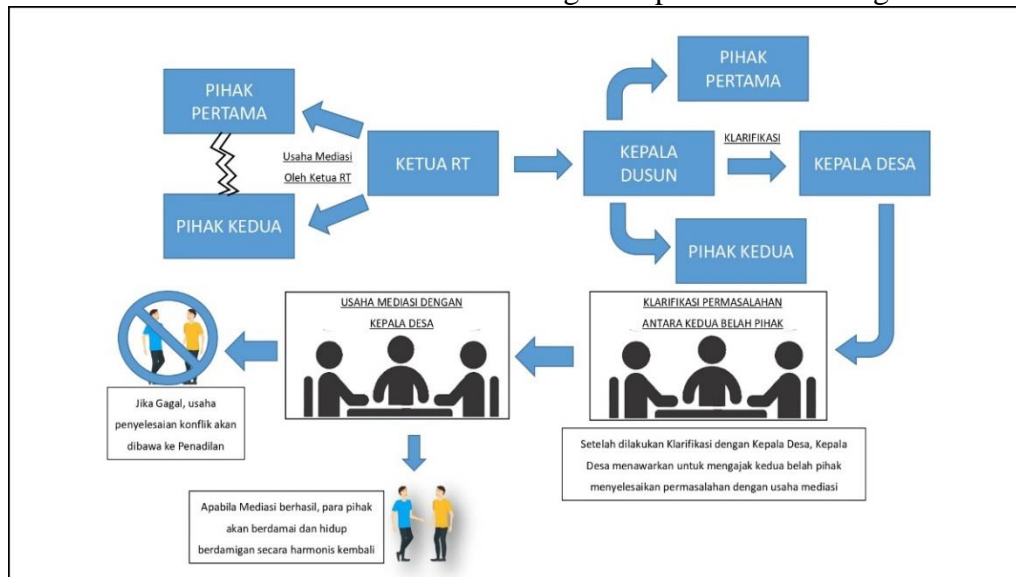 PIHAK
PERTAMA
Usaha Mediasi
Oleh Ketua RT
PIHAK KEDUA
KETUA RT
KEPALA
DUSUN
PIHAK
PERTAMA
PIHAK KEDUA
KLARIFIKASI
KEPALA DESA
KLARIFIKASI PERMASALAHAN
ANTARA KEDUA BELAH PIHAK
Setelah dilakukan Klarifikasi dengan Kepala Desa, Kepala
Desa menawarkan untuk mengajak kedua belah pihak
menyelesaikan permasalahan dengan usaha mediasi
USAHA MEDIASI DENGAN
KEPALA DESA
Jika Gagal, usaha
penyelesaian konflik akan
dibawa ke Penadilan
Apabila Mediasi berhasil, para pihak
akan berdamai dan hidup
berdamigan secara harmonis kembali